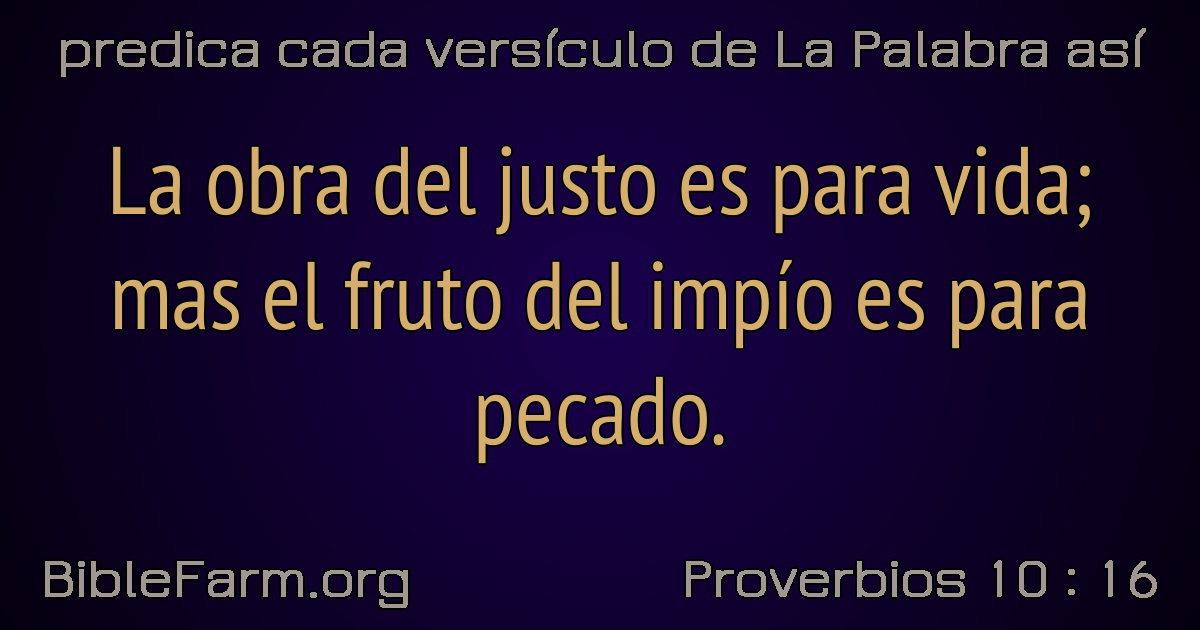 predica cada versículo de La Palabra así
La obra del justo es para vida;
mas el fruto del impío es para
pecado.
BibleFarm.org
Proverbios 10 : 16